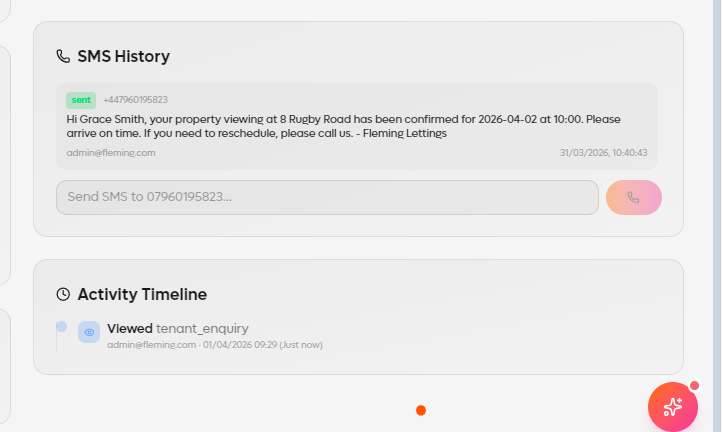 SMS History
sent +447960195823
Hi Grace Smith, your property viewing at 8 Rugby Road has been confirmed for 2026-04-02 at 10:00. Please
arrive on time. If you need to reschedule, please call us. - Fleming Lettings
admin@fleming.com 31/03/2026, 10:40:43
Send SMS to 07960195823...
Activity Timeline
Viewed tenant_enquiry
admin@fleming.com · 01/04/2026 09:29 (Just now)